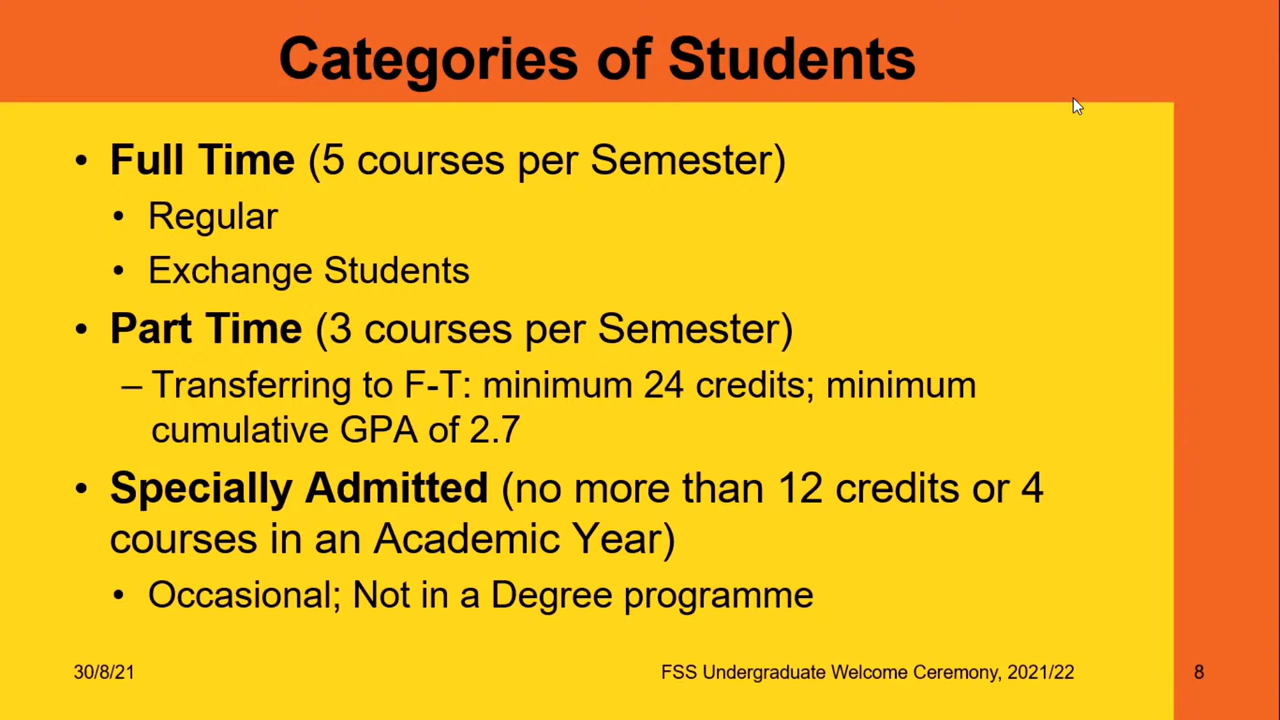 Categories of Students
• Full Time (5 courses per Semester)
• Regular
• Exchange Students
• Part Time (3 courses per Semester)
– Transferring to F-T: minimum 24 credits; minimum
cumulative GPA of 2.7
• Specially Admitted (no more than 12 credits or 4
courses in an Academic Year)
• Occasional; Not in a Degree programme
30/8/21
FSS Undergraduate Welcome Ceremony, 2021/22
8